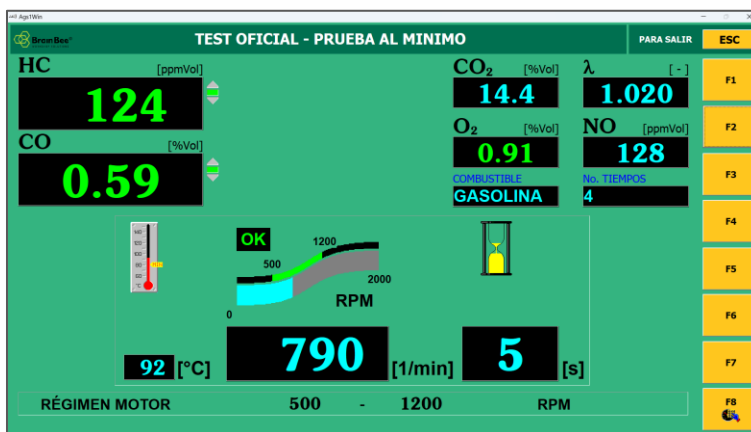 Ags1Win
Brain Bee TEST OFICIAL - PRUEBA AL MINIMO PARA SALIR ESC
HC [ppmVol] CO2 [%Vol] λ [ - ] F1
124 14.4 1.020
O2 [%Vol] NO [ppmVol] F2
CO [%Vol] 0.91 128
0.59 COMBUSTIBLE No. TIEMPOS F3
GASOLINA 4
F4
OK 1200
500
2000 F5
RPM
0 F6
92 [°C] 790 [1/min] 5 [s] F7
RÉGIMEN MOTOR 500 - 1200 RPM F8